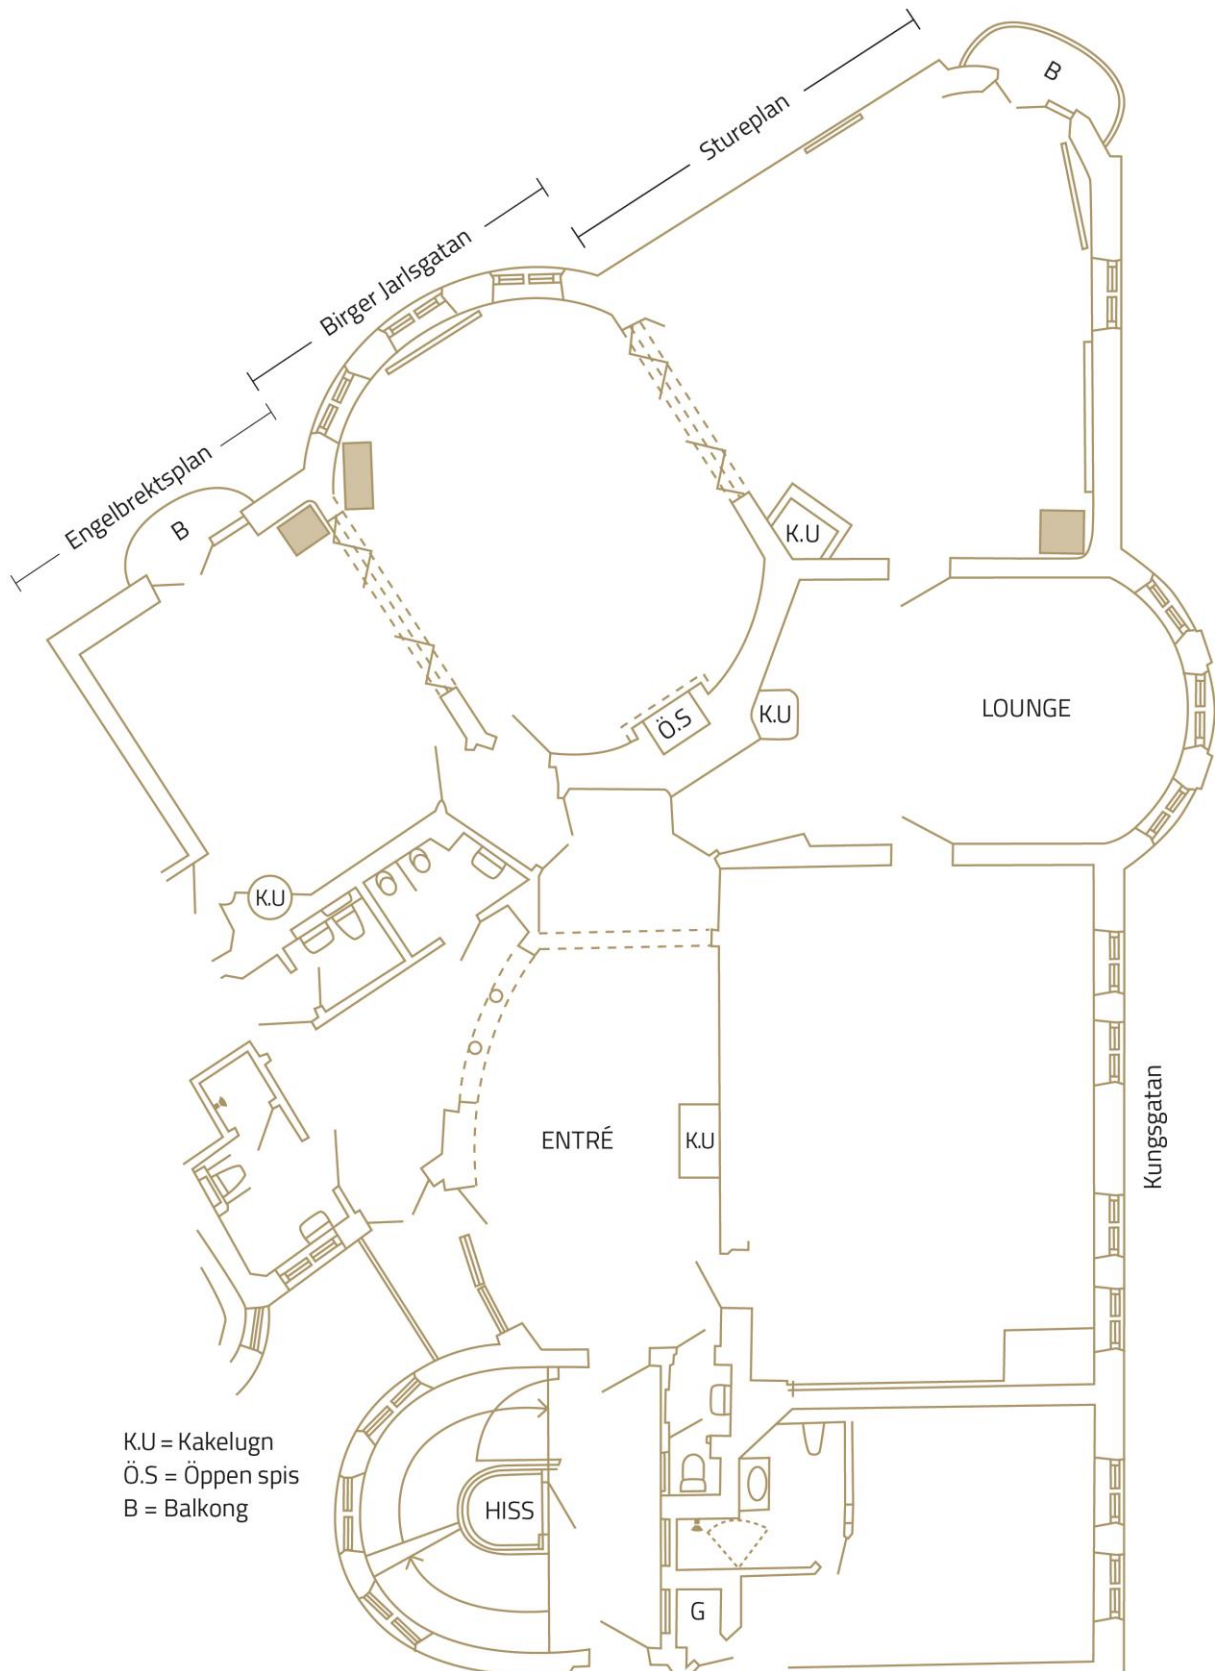 B
Stureplan
Birger Jarlsgatan
Engelbrektsplan
B
K.U
Ö.S
K.U
LOUNGE
K.U
ENTRÉ
K.U
Kungsgatan
K.U = Kakelugn
Ö.S = Öppen spis
B = Balkong
HISS
G